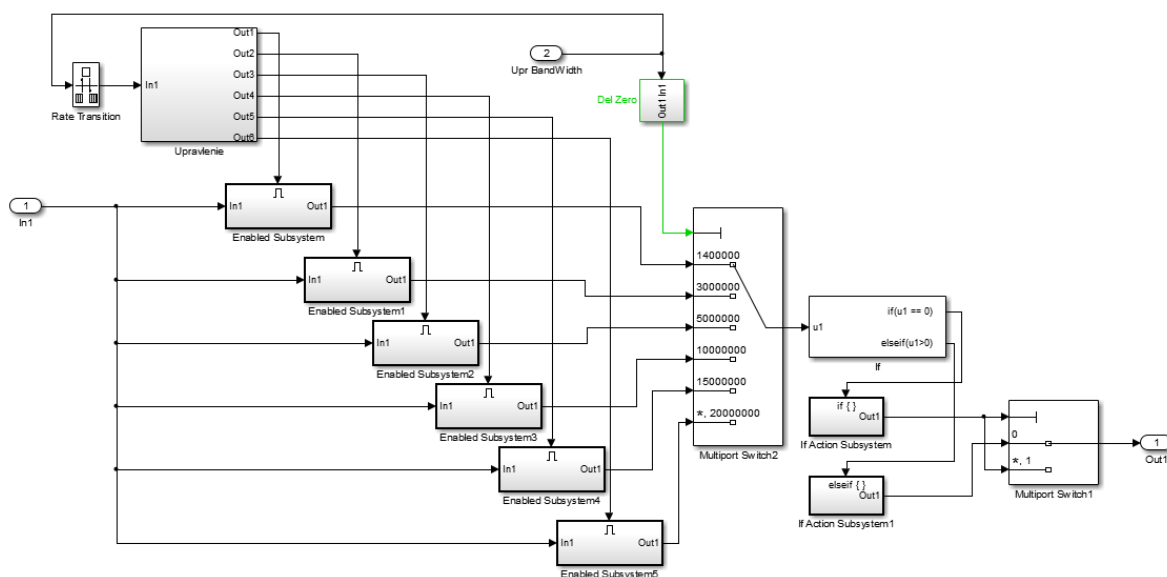 Out1
Out2
Out3
Out4
Out5
Out6
In1
Rate Transition
Upravlenie
2
Upr BandWidth
Del Zero
Out1 In1
1
In1
In1 Out1
Enabled Subsystem
In1 Out1
Enabled Subsystem1
In1 Out1
Enabled Subsystem2
In1 Out1
Enabled Subsystem3
In1 Out1
Enabled Subsystem4
In1 Out1
Enabled Subsystem5
1400000
3000000
5000000
10000000
15000000
*, 20000000
Multiport Switch2
u1
if(u1 == 0)
elseif(u1>0)
If
if { }
Out1
If Action Subsystem
elseif { }
Out1
If Action Subsystem1
0
*, 1
Multiport Switch1
1
Out1